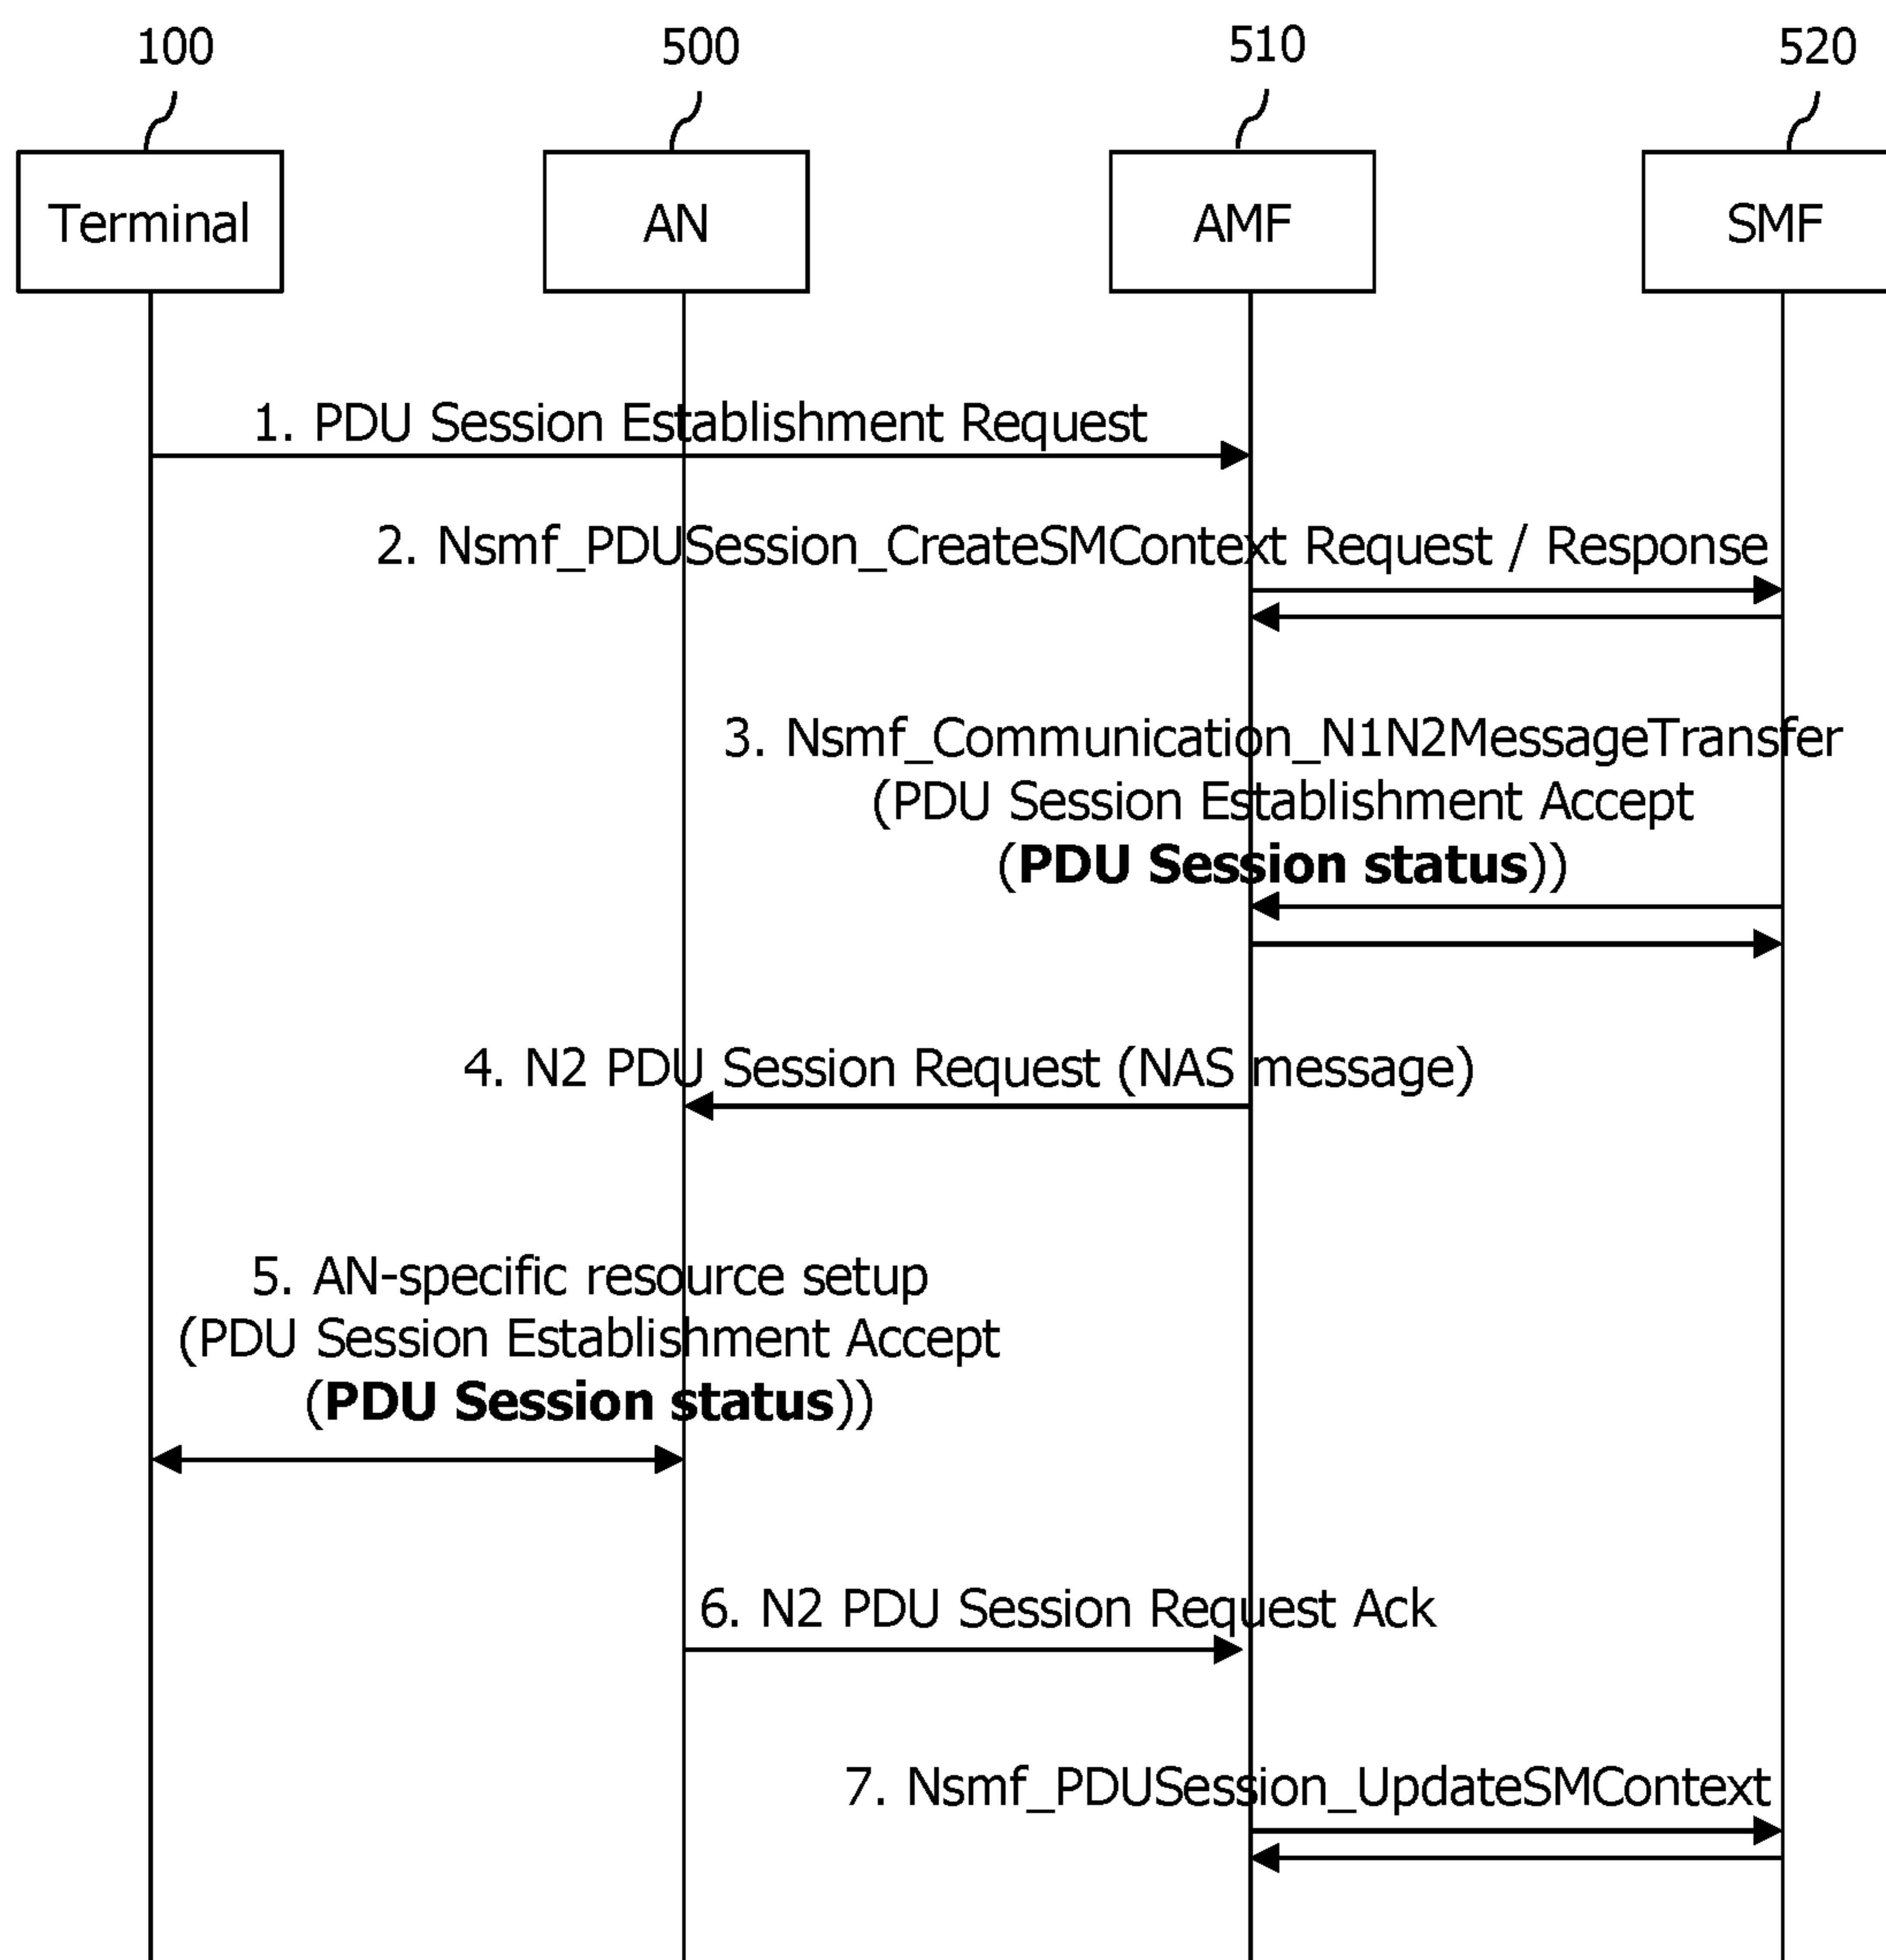 100
500
510
520
Terminal
AN
AMF
SMF
1. PDU Session Establishment Request
2. Nsmf_PDUSession_CreateSMContext Request / Response
3. Nsmf_Communication_N1N2MessageTransfer
(PDU Session Establishment Accept
(PDU Session status))
4. N2 PDU Session Request (NAS message)
5. AN-specific resource setup
(PDU Session Establishment Accept
(PDU Session status))
6. N2 PDU Session Request Ack
7. Nsmf_PDUSession_UpdateSMContext